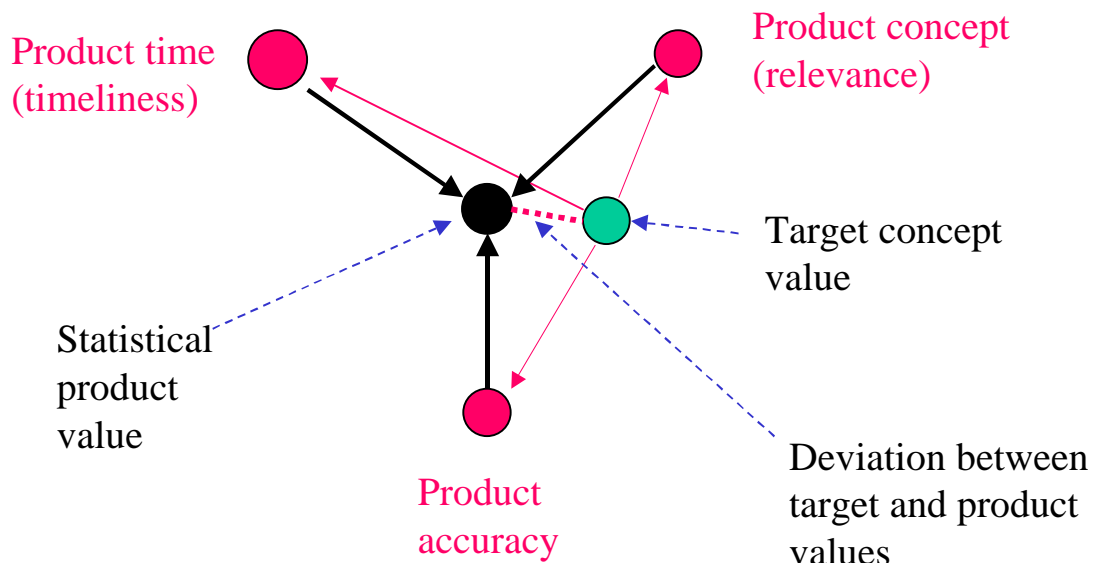 Product time
(timeliness)
Product concept
(relevance)
Target concept
value
Statistical
product
value
Deviation between
target and product
values
Product
accuracy